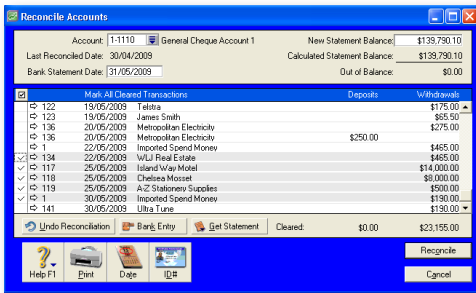 Reconcile Accounts
Account: 1-1110 General Cheque Account 1 New Statement Balance: $139,790.10
Last Reconciled Date: 30/04/2009 Calculated Statement Balance: $139,790.10
Bank Statement Date: 31/05/2009 Out of Balance: $0.00
Mark All Cleared Transactions Deposits Withdrawals
122 19/05/2009 Telstra $175.00
123 19/05/2009 James Smith $65.50
136 20/05/2009 Metropolitan Electricity $275.00
136 20/05/2009 Metropolitan Electricity $250.00
1 22/05/2009 Imported Spend Money $465.00
134 22/05/2009 WLJ Real Estate $465.00
117 25/05/2009 Island Way Motel $14,000.00
118 25/05/2009 Chelsea Mosset $8,000.00
119 25/05/2009 A-Z Stationery Supplies $500.00
1 30/05/2009 Imported Spend Money $190.00
141 30/05/2009 Ultra Tune $190.00
Undo Reconciliation Bank Entry Get Statement Cleared: $0.00 $23,155.00
Help F1 Print Date ID# Reconcile
Cancel